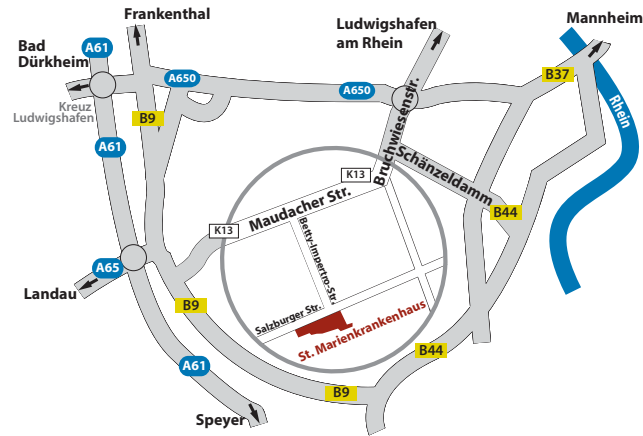 Frankenthal
Ludwigshafen
am Rhein
Mannheim
Bad
Dürkheim
A61
A650
A650
B37
Kreuz
Ludwigshafen
B9
Rhein
Bruchwiesenstr.
A61
Schänzeldamm
K13
Maudacher Str.
B44
K13
Betty-Impertro-Str.
A65
Landau
B9
Salzburger Str.
St. Marienkrankenhaus
B44
A61
B9
Speyer